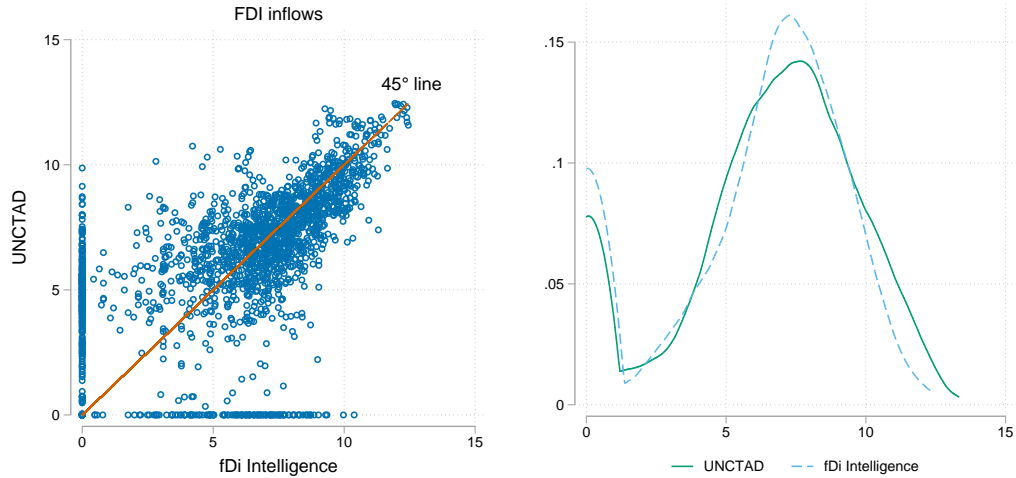 FDI inflows
15
10
5
0
UNCTAD
45° line
0 5 10 15
fDi Intelligence
.15
.1
.05
0
0 5 10 15
UNCTAD fDi Intelligence